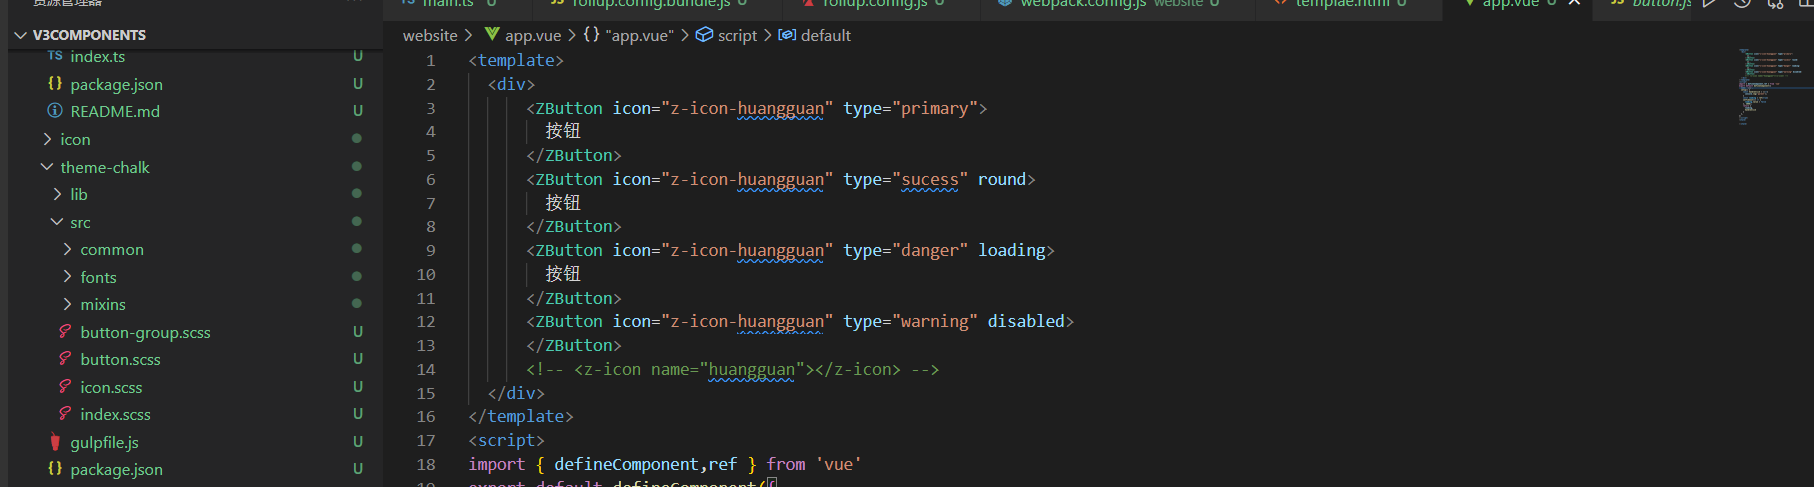 资源管理器
main.ts U
rollup.config.bundle.js U
rollup.config.js U
webpack.config.js website U
templae.html U
app.vue U
button.js
V3COMPONENTS
index.ts U
package.json U
README.md U
icon
theme-chalk
lib
src
common
fonts
mixins
button-group.scss U
button.scss U
icon.scss U
index.scss U
gulpfile.js U
package.json U
website > app.vue > {} "app.vue" > script > default
1 <template>
2 <div>
3 <ZButton icon="z-icon-huangguan" type="primary">
4 按钮
5 </ZButton>
6 <ZButton icon="z-icon-huangguan" type="sucess" round>
7 按钮
8 </ZButton>
9 <ZButton icon="z-icon-huangguan" type="danger" loading>
10 按钮
11 </ZButton>
12 <ZButton icon="z-icon-huangguan" type="warning" disabled>
13 </ZButton>
14 <!-- <z-icon name="huangguan"></z-icon> -->
15 </div>
16 </template>
17 <script>
18 import { defineComponent,ref } from 'vue'
19 export default defineComponent({